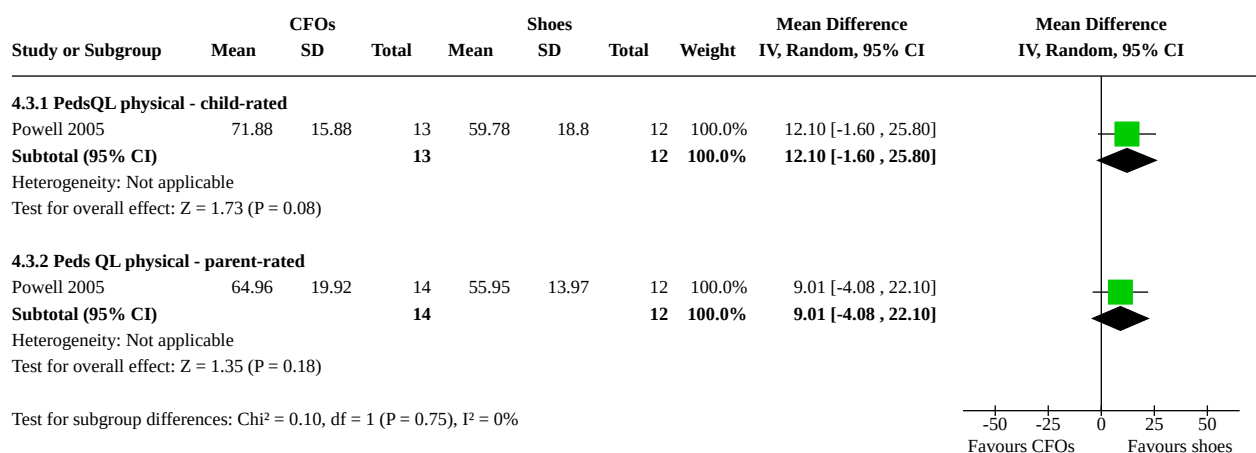 CFOs Shoes Mean Difference Mean Difference
Study or Subgroup Mean SD Total Mean SD Total Weight IV, Random, 95% CI IV, Random, 95% CI
4.3.1 PedsQL physical - child-rated
Powell 2005 71.88 15.88 13 59.78 18.8 12 100.0% 12.10 [-1.60 , 25.80]
Subtotal (95% CI) 13 12 100.0% 12.10 [-1.60 , 25.80]
Heterogeneity: Not applicable
Test for overall effect: Z = 1.73 (P = 0.08)
4.3.2 Peds QL physical - parent-rated
Powell 2005 64.96 19.92 14 55.95 13.97 12 100.0% 9.01 [-4.08 , 22.10]
Subtotal (95% CI) 14 12 100.0% 9.01 [-4.08 , 22.10]
Heterogeneity: Not applicable
Test for overall effect: Z = 1.35 (P = 0.18)
Test for subgroup differences: Chi² = 0.10, df = 1 (P = 0.75), I² = 0%
-50 -25 0 25 50
Favours CFOs Favours shoes